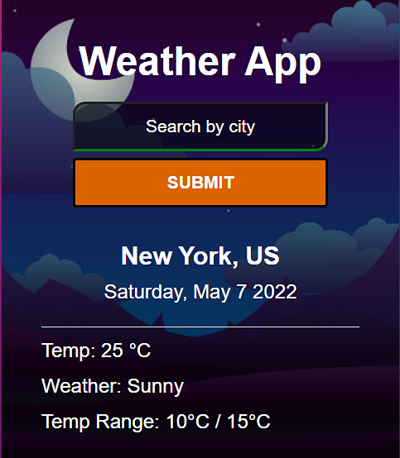 Weather App
Search by city
SUBMIT
New York, US
Saturday, May 7 2022
Temp: 25 °C
Weather: Sunny
Temp Range: 10°C / 15°C